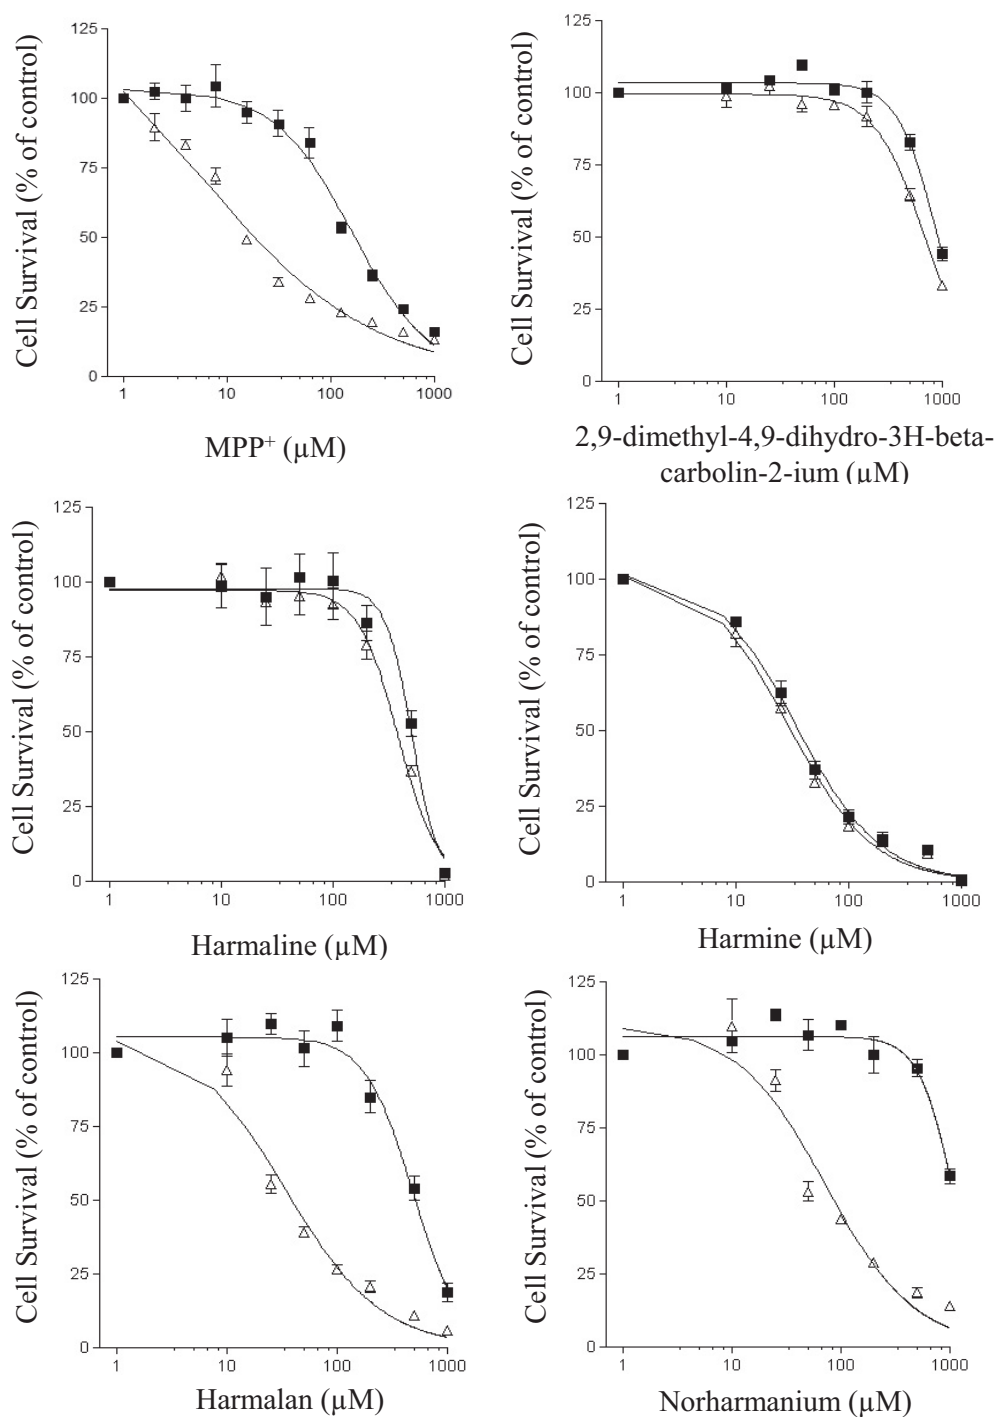 125
100
75
50
25
0
Cell Survival (% of control)
1 10 100 1000
MPP⁺ (µM)
125
100
75
50
25
0
Cell Survival (% of control)
1 10 100 1000
2,9-dimethyl-4,9-dihydro-3H-beta-
carbolin-2-ium (µM)
125
100
75
50
25
0
Cell Survival (% of control)
1 10 100 1000
Harmaline (µM)
125
100
75
50
25
0
Cell Survival (% of control)
1 10 100 1000
Harmine (µM)
125
100
75
50
25
0
Cell Survival (% of control)
1 10 100 1000
Harmalan (µM)
125
100
75
50
25
0
Cell Survival (% of control)
1 10 100 1000
Norharmanium (µM)